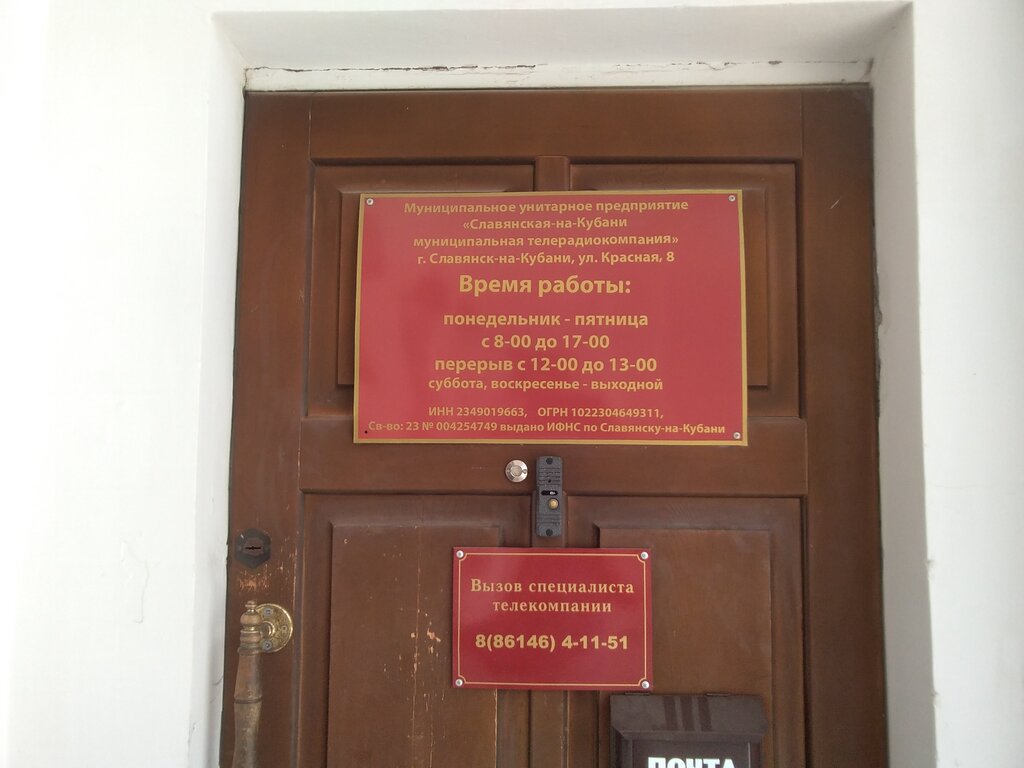 Муниципальное унитарное предприятие
«Славянская-на-Кубани
муниципальная телерадиокомпания»
г. Славянск-на-Кубани, ул. Красная, 8
Время работы:
понедельник - пятница
с 8-00 до 17-00
перерыв с 12-00 до 13-00
суббота, воскресенье - выходной
ИНН 2349019663, ОГРН 1022304649311,
Св-во: 23 № 004254749 выдано ИФНС по Славянску-на-Кубани
Вызов специалиста
телекомпании
8(86146) 4-11-51
ПОЧТА